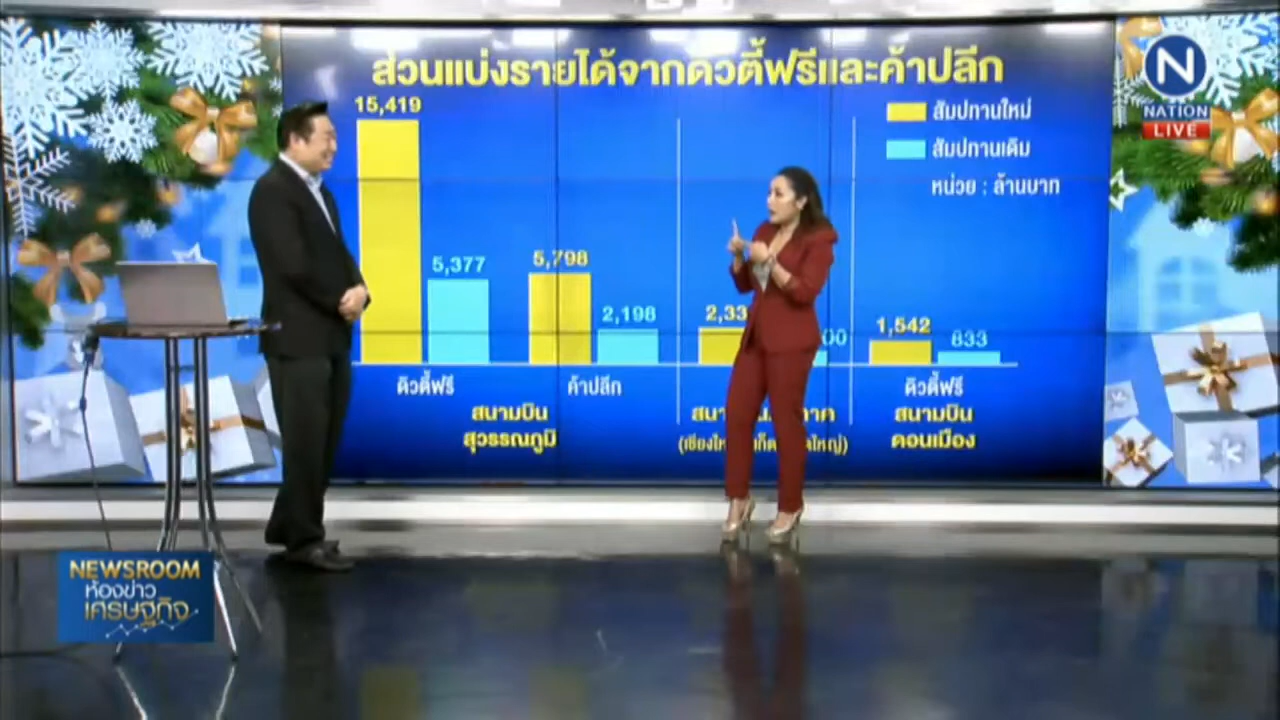 ส่วนแบ่งรายได้จากดิวตี้ฟรีและค้าปลีก
NATION
LIVE
15,419
สัมปทานใหม่
สัมปทานเดิม
หน่วย : ล้านบาท
5,377
5,798
2,198
1,542
833
ดิวตี้ฟรี
ค้าปลีก
ดิวตี้ฟรี
สนามบิน
สุวรรณภูมิ
สนามบิน
ดอนเมือง
NEWSROOM
ห้องข่าว
เศรษฐกิจ